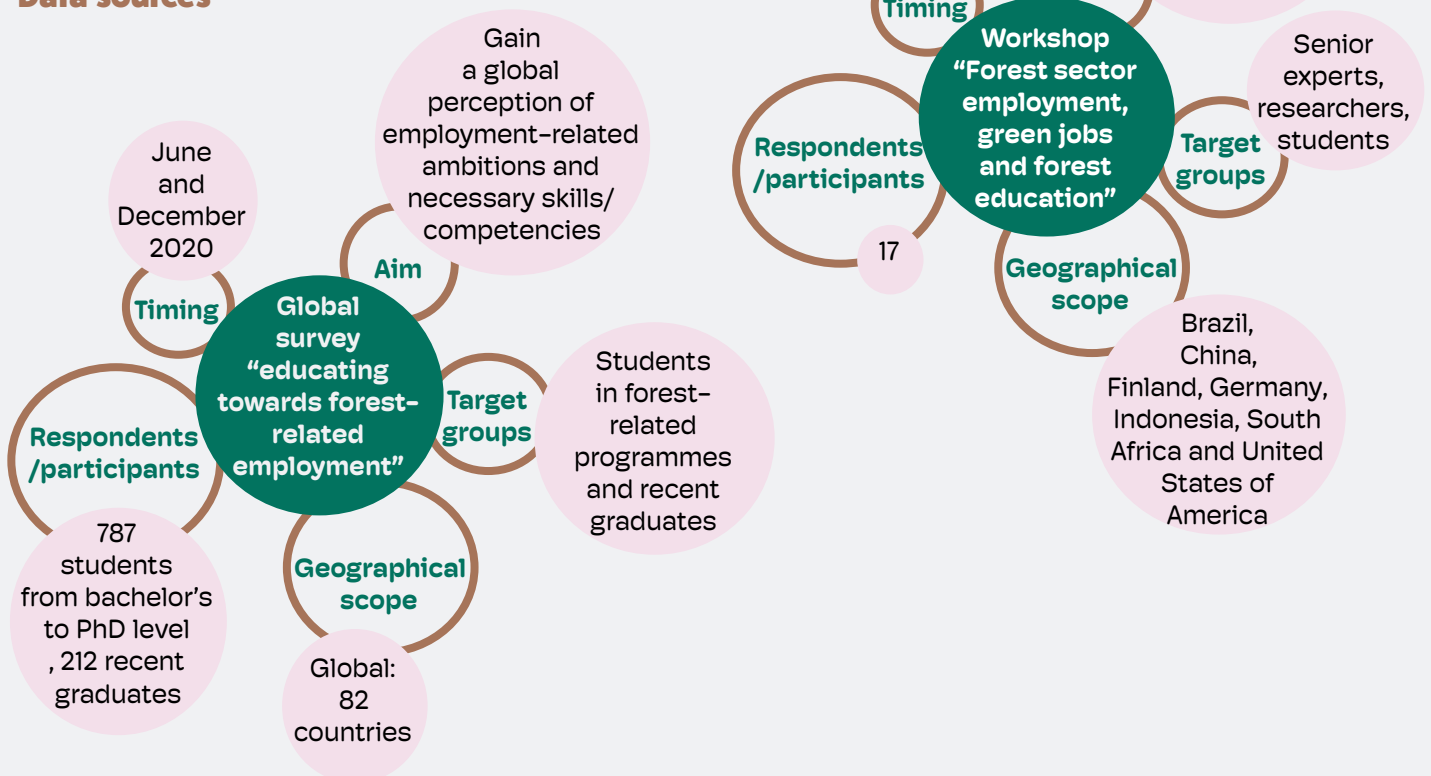 Data sources
Gain
a global
perception of
employment-related
ambitions and
necessary skills/
competencies
June
and
December
2020
Aim
Timing
Global
survey
“educating
towards forest-
related
employment”
Target
groups
Students
in forest-
related
programmes
and recent
graduates
Respondents
/participants
787
students
from bachelor’s
to PhD level
, 212 recent
graduates
Geographical
scope
Global:
82
countries
Timing
Workshop
“Forest sector
employment,
green jobs
and forest
education”
Senior
experts,
researchers,
students
Target
groups
Respondents
/participants
17
Geographical
scope
Brazil,
China,
Finland, Germany,
Indonesia, South
Africa and United
States of
America